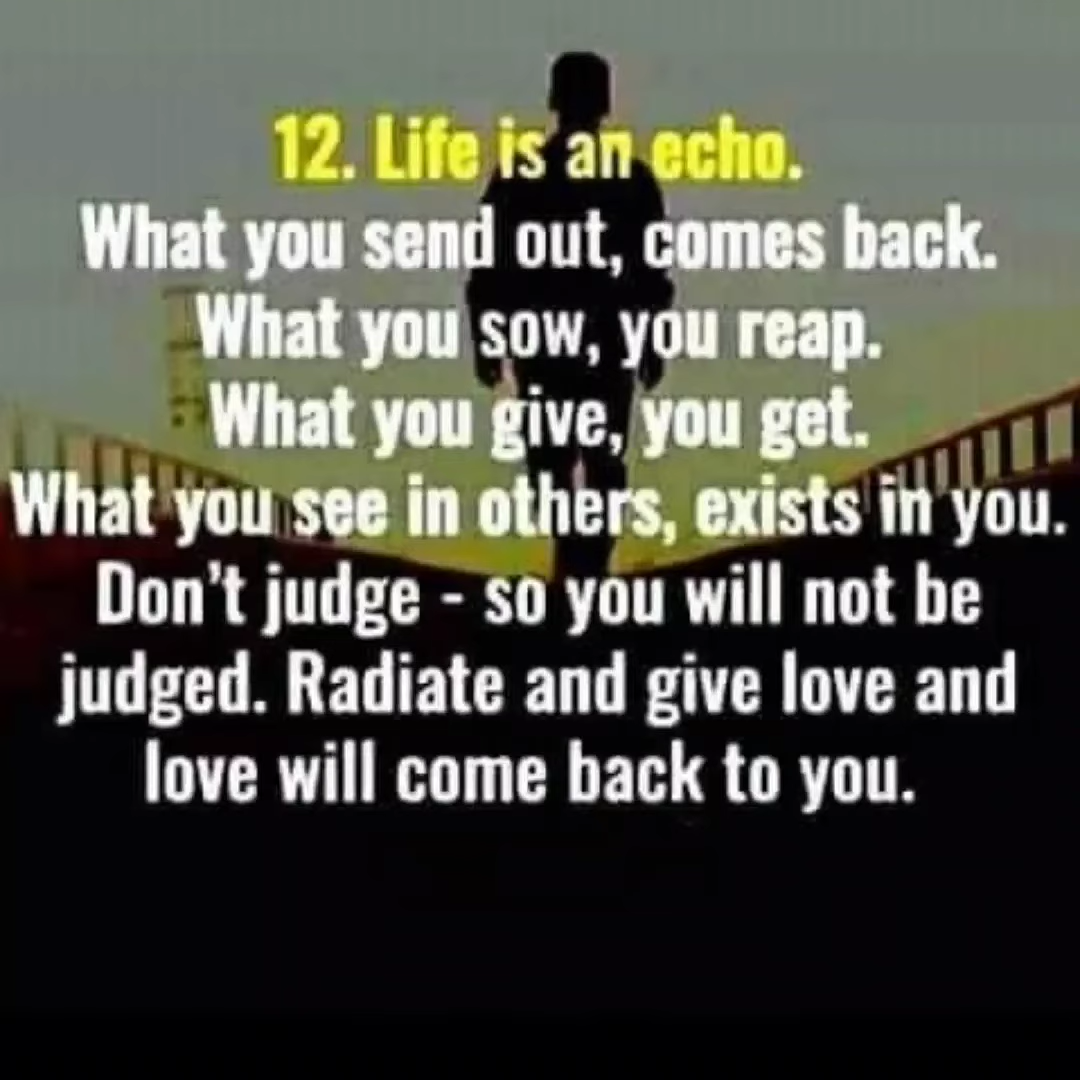 12. Life is an echo.
What you send out, comes back.
What you sow, you reap.
What you give, you get.
What you see in others, exists in you.
Don't judge - so you will not be
judged. Radiate and give love and
love will come back to you.